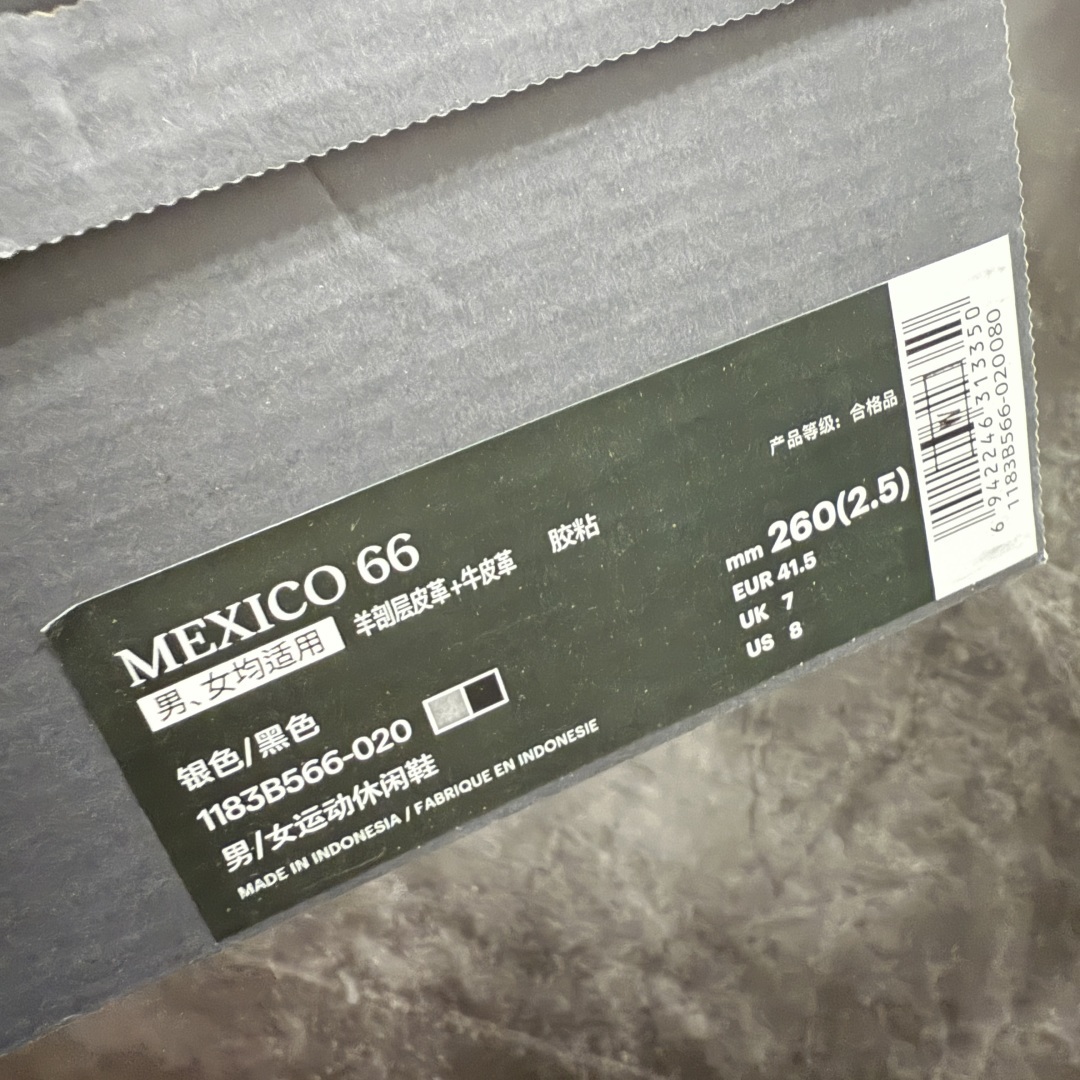 MEXICO 66
男、女均适用
羊剖层皮革+牛皮革
胶粘
银色/黑色
1183B566-020
男/女运动休闲鞋
MADE IN INDONESIA / FABRIQUE EN INDONESIE
产品等级：合格品
mm 260(2.5)
EUR 41.5
UK 7
US 8
6 942246 313350
1183B566-020080